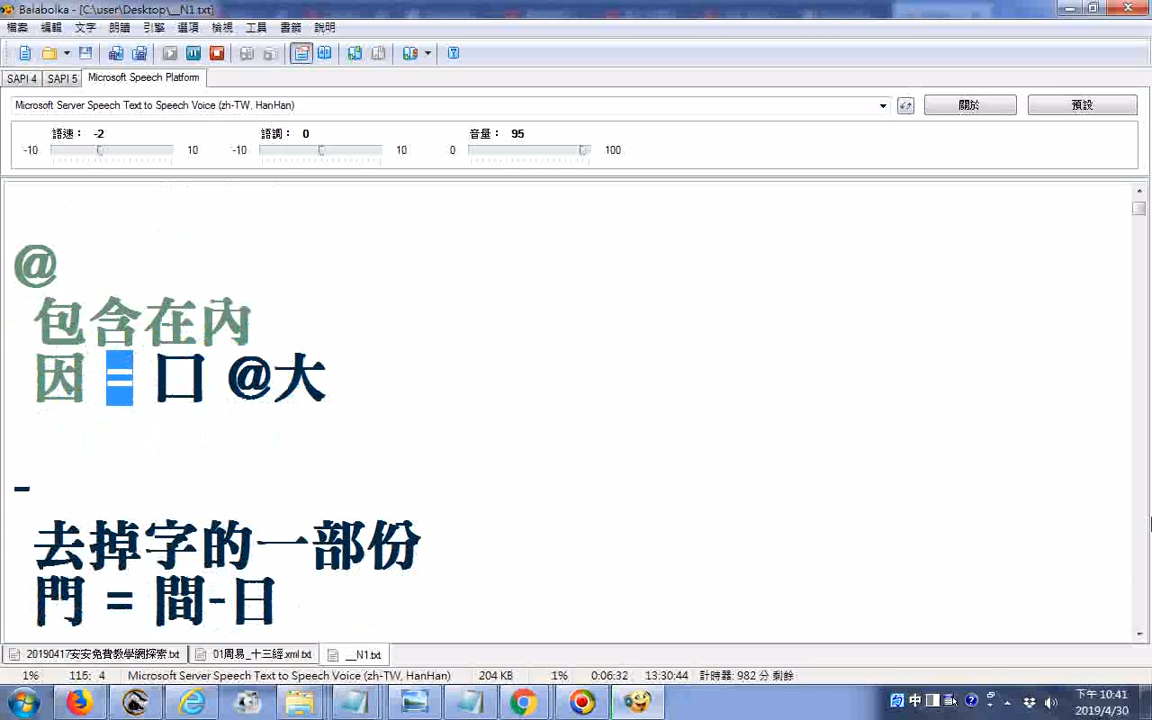 Balabolka - [C:\user\Desktop\__N1.txt]
檔案 編輯 文字 朗讀 引擎 選項 檢視 工具 書籤 說明
SAPI 4 SAPI 5 Microsoft Speech Platform
Microsoft Server Speech Text to Speech Voice (zh-TW, HanHan) 關於 預設
語速： -2 語調： 0 音量： 95
-10 10 -10 10 0 100
@
包含在內
因 = 口 @大
-
去掉字的一部份
門 = 間-日
20190417安安免費教學網探索.txt 01周易_十三經.xml.txt __N1.txt
1% 115: 4 Microsoft Server Speech Text to Speech Voice (zh-TW, HanHan) 204 KB 1% 0:06:32 13:30:44 計時器: 982 分 剩餘
中 下午 10:41
2019/4/30